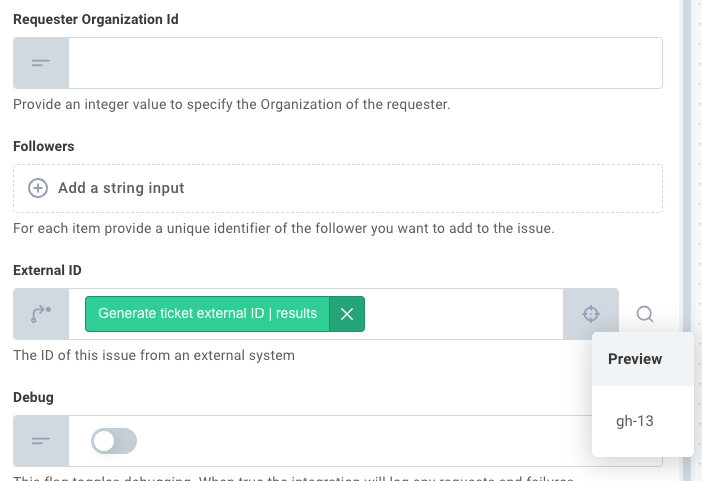 Requester Organization Id
Provide an integer value to specify the Organization of the requester.
Followers
Add a string input
For each item provide a unique identifier of the follower you want to add to the issue.
External ID
Generate ticket external ID | results
The ID of this issue from an external system
Preview
gh-13
Debug
This flag toggles debugging. When true the integration will log any requests and failures.